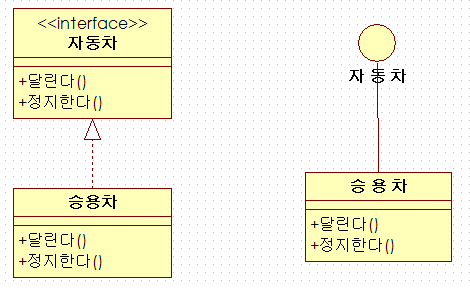 <<interface>>
자동차
+달린다()
+정지한다()
승용차
+달린다()
+정지한다()
자 동 차
승 용 차
+달린다()
+정지한다()